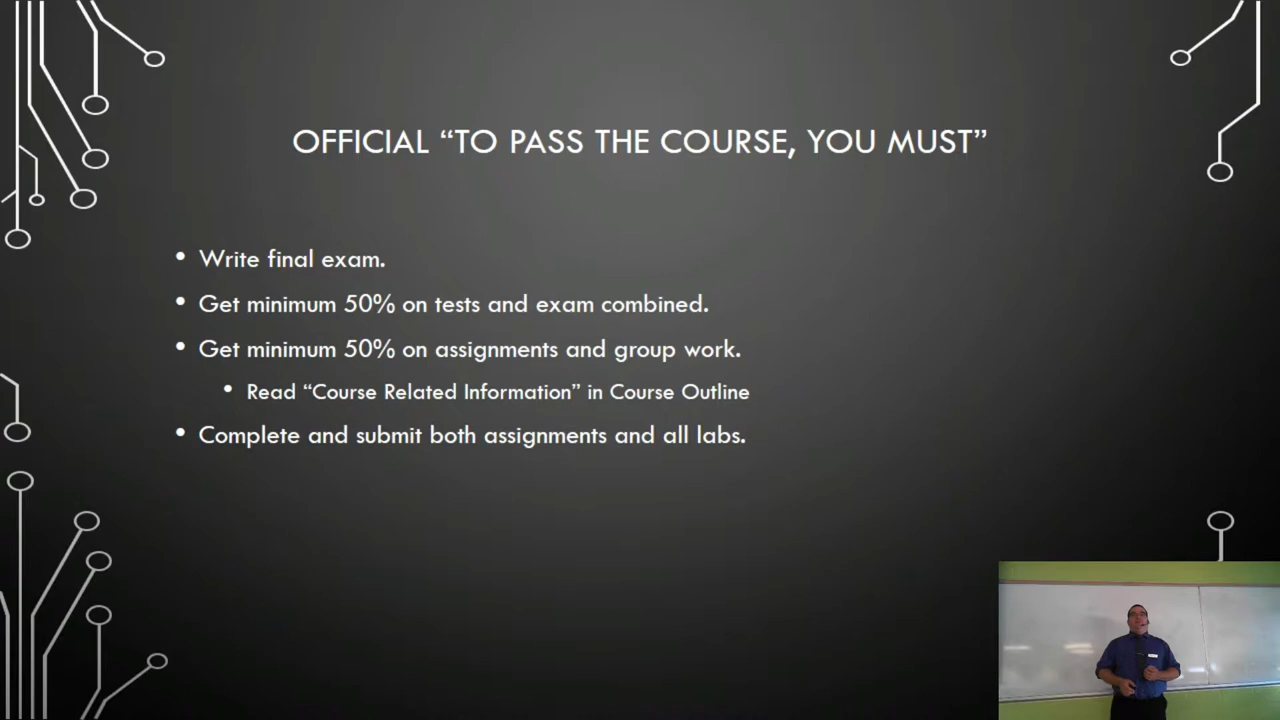 OFFICIAL “TO PASS THE COURSE, YOU MUST”
• Write final exam.
• Get minimum 50% on tests and exam combined.
• Get minimum 50% on assignments and group work.
• Read “Course Related Information” in Course Outline
• Complete and submit both assignments and all labs.